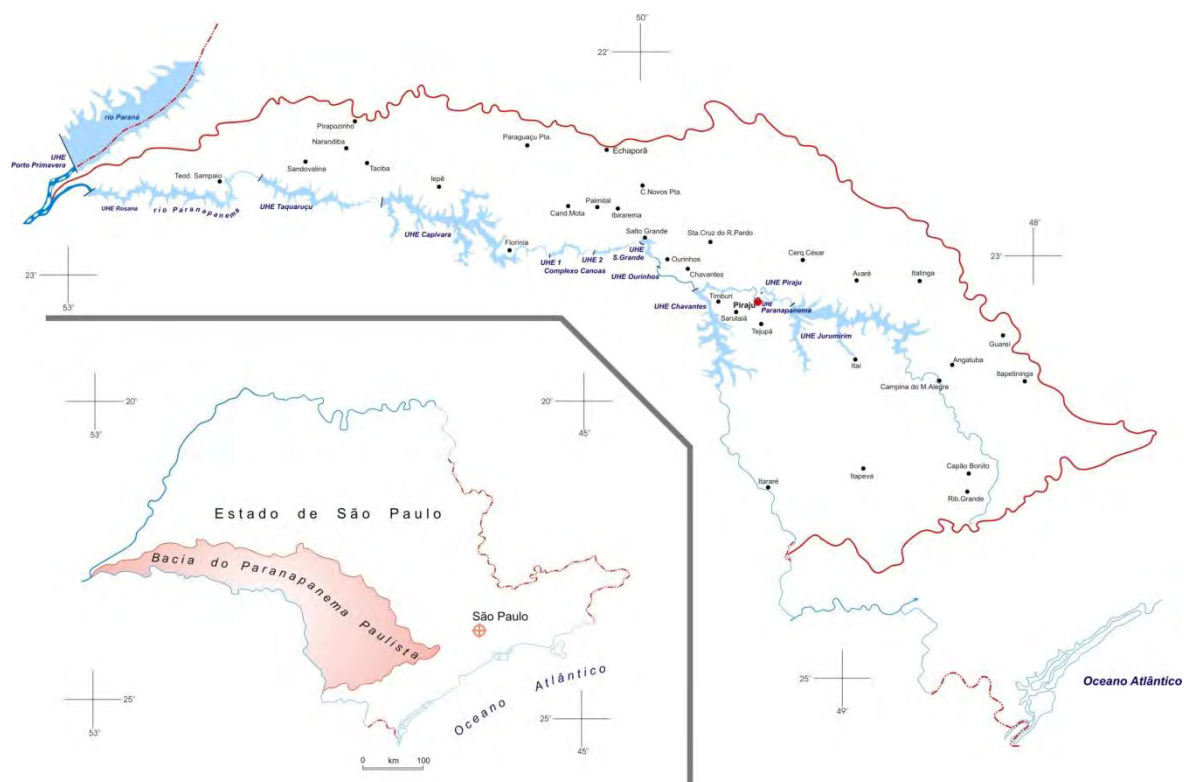 50°
22°
rio Paraná
UHE
Porto Primavera
Pirapozinho
Narandiba
Sandovalina
Taciba
Teod. Sampaio
Iepê
Paraguaçu Pta.
Echaporã
C.Novos Pta.
Cand.Mota
Palmital
Ibirarema
UHE Rosana
rio Paranapanema
UHE Taquaruçu
UHE Capivara
Florínia
Salto Grande
Sta.Cruz do R.Pardo
48°
23°
23°
53°
UHE 1
UHE 2
Complexo Canoas
UHE
S.Grande
Ourinhos
UHE Ourinhos
Chavantes
Cerq.César
Avaré
Itatinga
UHE Piraju
UHE Chavantes
Timburi
Piraju
UHE
Paranapanema
Sarutaiá
Tejupá
UHE Jurumirim
Guareí
Itaí
Angatuba
Itapetininga
Campina do M.Alegre
20°
53°
20°
45°
Itararé
Itapeva
Capão Bonito
Rib.Grande
Estado de São Paulo
Bacia do Paranapanema Paulista
São Paulo
Oceano Atlântico
25°
53°
25°
45°
0 km 100
25°
49°
Oceano Atlântico